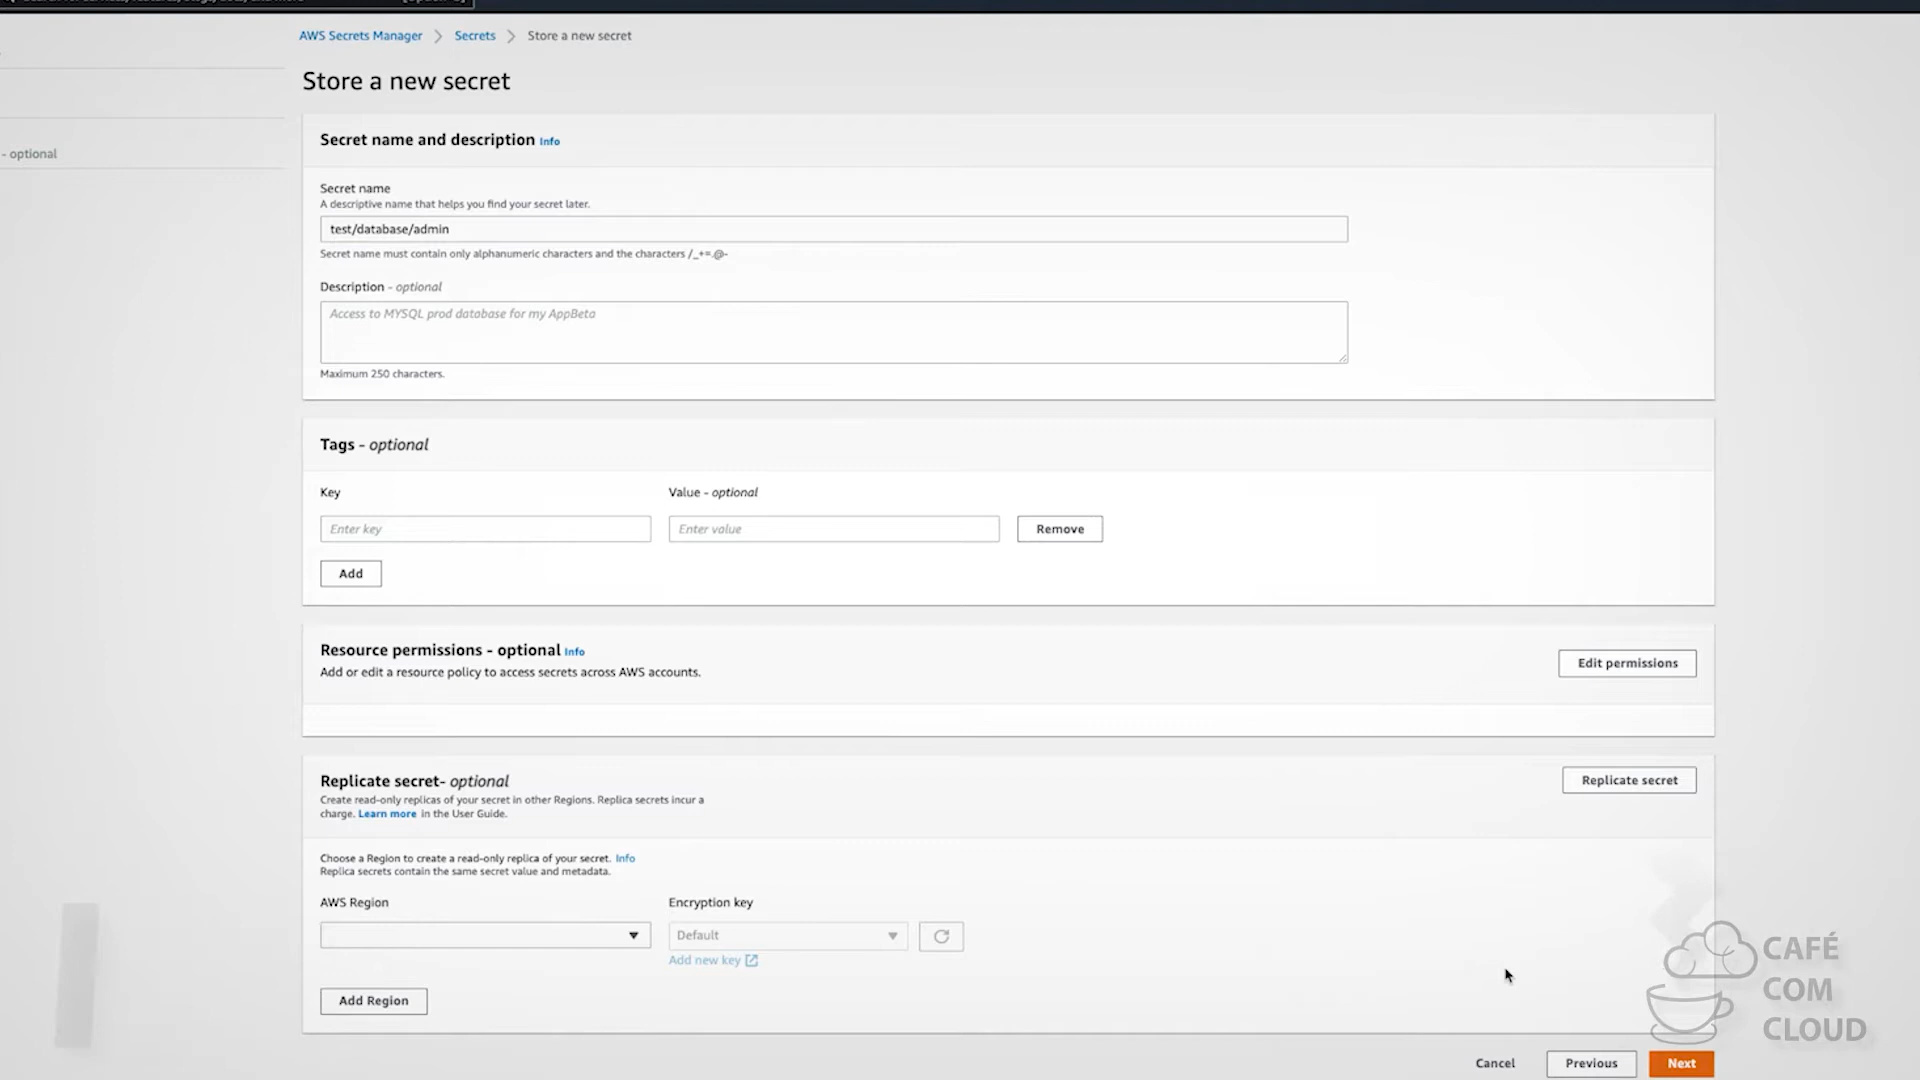 AWS Secrets Manager > Secrets > Store a new secret
Store a new secret
- optional
Secret name and description Info
Secret name
A descriptive name that helps you find your secret later.
test/database/admin
Secret name must contain only alphanumeric characters and the characters /_+=.@-
Description - optional
Access to MYSQL prod database for my AppBeta
Maximum 250 characters.
Tags - optional
Key Value - optional
Enter key Enter value Remove
Add
Resource permissions - optional Info
Add or edit a resource policy to access secrets across AWS accounts.
Edit permissions
Replicate secret- optional
Replicate secret
Create read-only replicas of your secret in other Regions. Replica secrets incur a
charge. Learn more in the User Guide.
Choose a Region to create a read-only replica of your secret. Info
Replica secrets contain the same secret value and metadata.
AWS Region Encryption key
Default
Add new key
Add Region
CAFÉ
COM
CLOUD
Cancel Previous Next